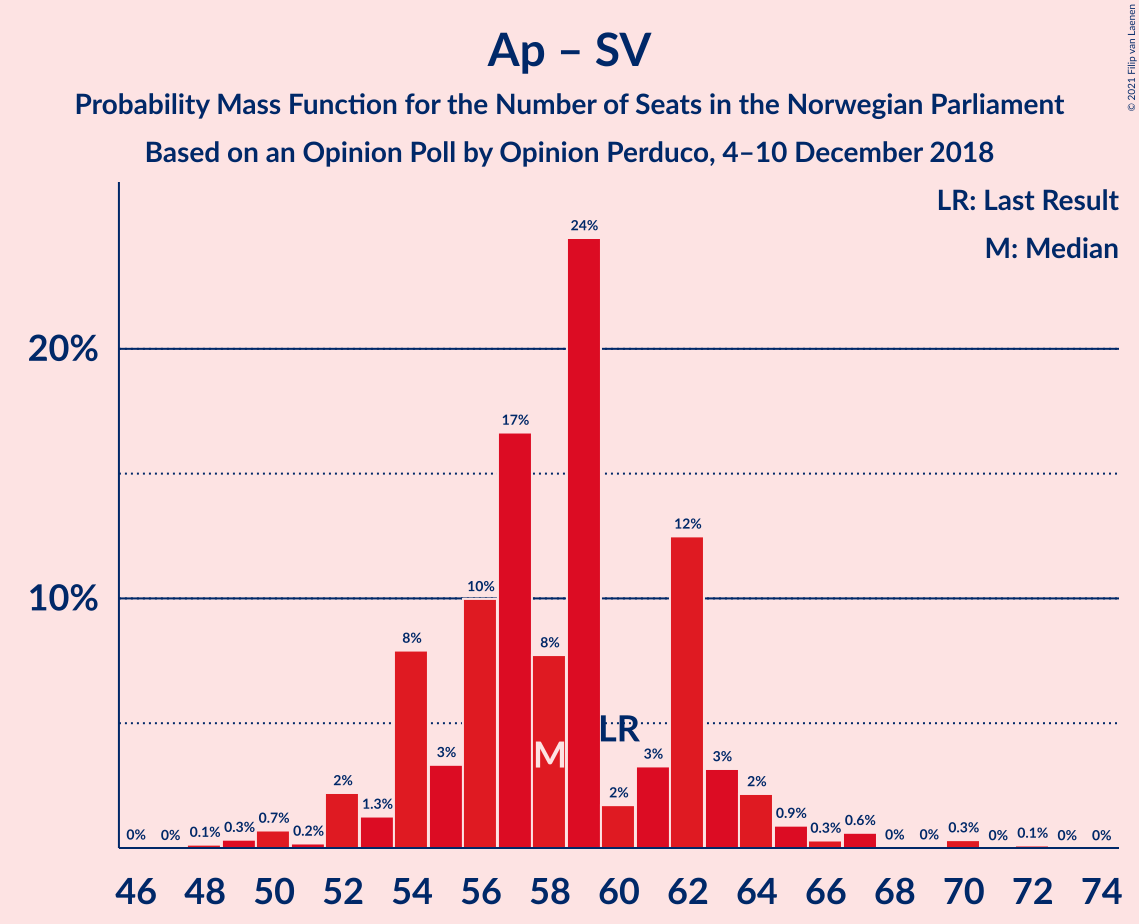 Ap – SV
Probability Mass Function for the Number of Seats in the Norwegian Parliament
Based on an Opinion Poll by Opinion Perduco, 4–10 December 2018
© 2021 Filip van Laenen
LR: Last Result
M: Median
20%
10%
0% 0% 0.1% 0.3% 0.7% 0.2% 2% 1.3% 8% 3% 10% 17% 8% 24% 2% 3% 12% 3% 2% 0.9% 0.3% 0.6% 0% 0% 0.3% 0% 0.1% 0% 0%
M
LR
46 48 50 52 54 56 58 60 62 64 66 68 70 72 74